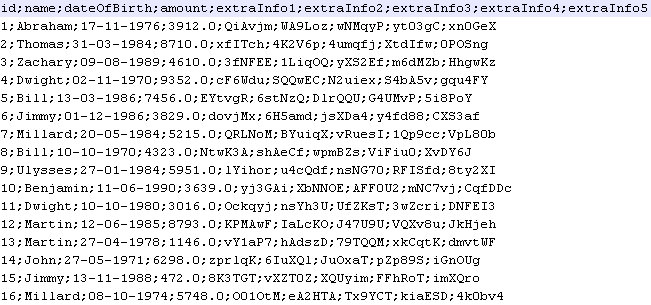 id;name;dateOfBirth;amount;extraInfo1;extraInfo2;extraInfo3;extraInfo4;extraInfo5
1;Abraham;17-11-1976;3912.0;QiAvjm;WA9Loz;wNMqyP;ytO3gC;xnOGeX
2;Thomas;31-03-1984;8710.0;xfITch;4K2V6p;4umqfj;XtdIfw;OPOSng
3;Zachary;09-08-1989;4610.0;3fNFEE;1LiqOQ;yXS2Ef;m6dMZb;HhgwKz
4;Dwight;02-11-1970;9352.0;cF6Wdu;SQQwEC;N2uiex;S4bA5v;gqu4FY
5;Bill;13-03-1986;7456.0;EYtvgR;6stNzQ;DlrQQU;G4UMvP;5i8PoY
6;Jimmy;01-12-1986;3829.0;dovjMx;6H5amd;jsXDa4;y4fd88;CXS3af
7;Millard;20-05-1984;5215.0;QRLNoM;BYuiqX;vRuesI;1Qp9cc;VpL80b
8;Bill;10-10-1970;4323.0;NtwK3A;shAeCf;wpmBZs;ViFiu0;XvDY6J
9;Ulysses;27-01-1984;5951.0;lYihor;u4cQdf;nsNG70;RFISfd;8ty2XI
10;Benjamin;11-06-1990;3639.0;yj3GAi;XbNNOE;AFFOU2;mNC7vj;CqfDDc
11;Dwight;10-10-1980;3016.0;Ockqyj;nsYh3U;UfZKsT;3wZcri;DNFEI3
12;Martin;12-06-1985;8793.0;KPMAwF;IaLcKO;J47U9U;VQXv8u;JkHjeh
13;Martin;27-04-1978;1146.0;vY1aP7;hAdszD;79TQQM;xkCqtK;dmvtWF
14;John;27-05-1971;6298.0;zprlqK;6IuXQl;JuOxaT;pZp89S;iGnOUg
15;Jimmy;13-11-1988;472.0;8K3TGT;vXZTOZ;XQUyim;FFhRoT;imXQro
16;Millard;08-10-1974;5748.0;OO1OtM;eA2HTA;Tx9YCT;kiaESD;4kObv4